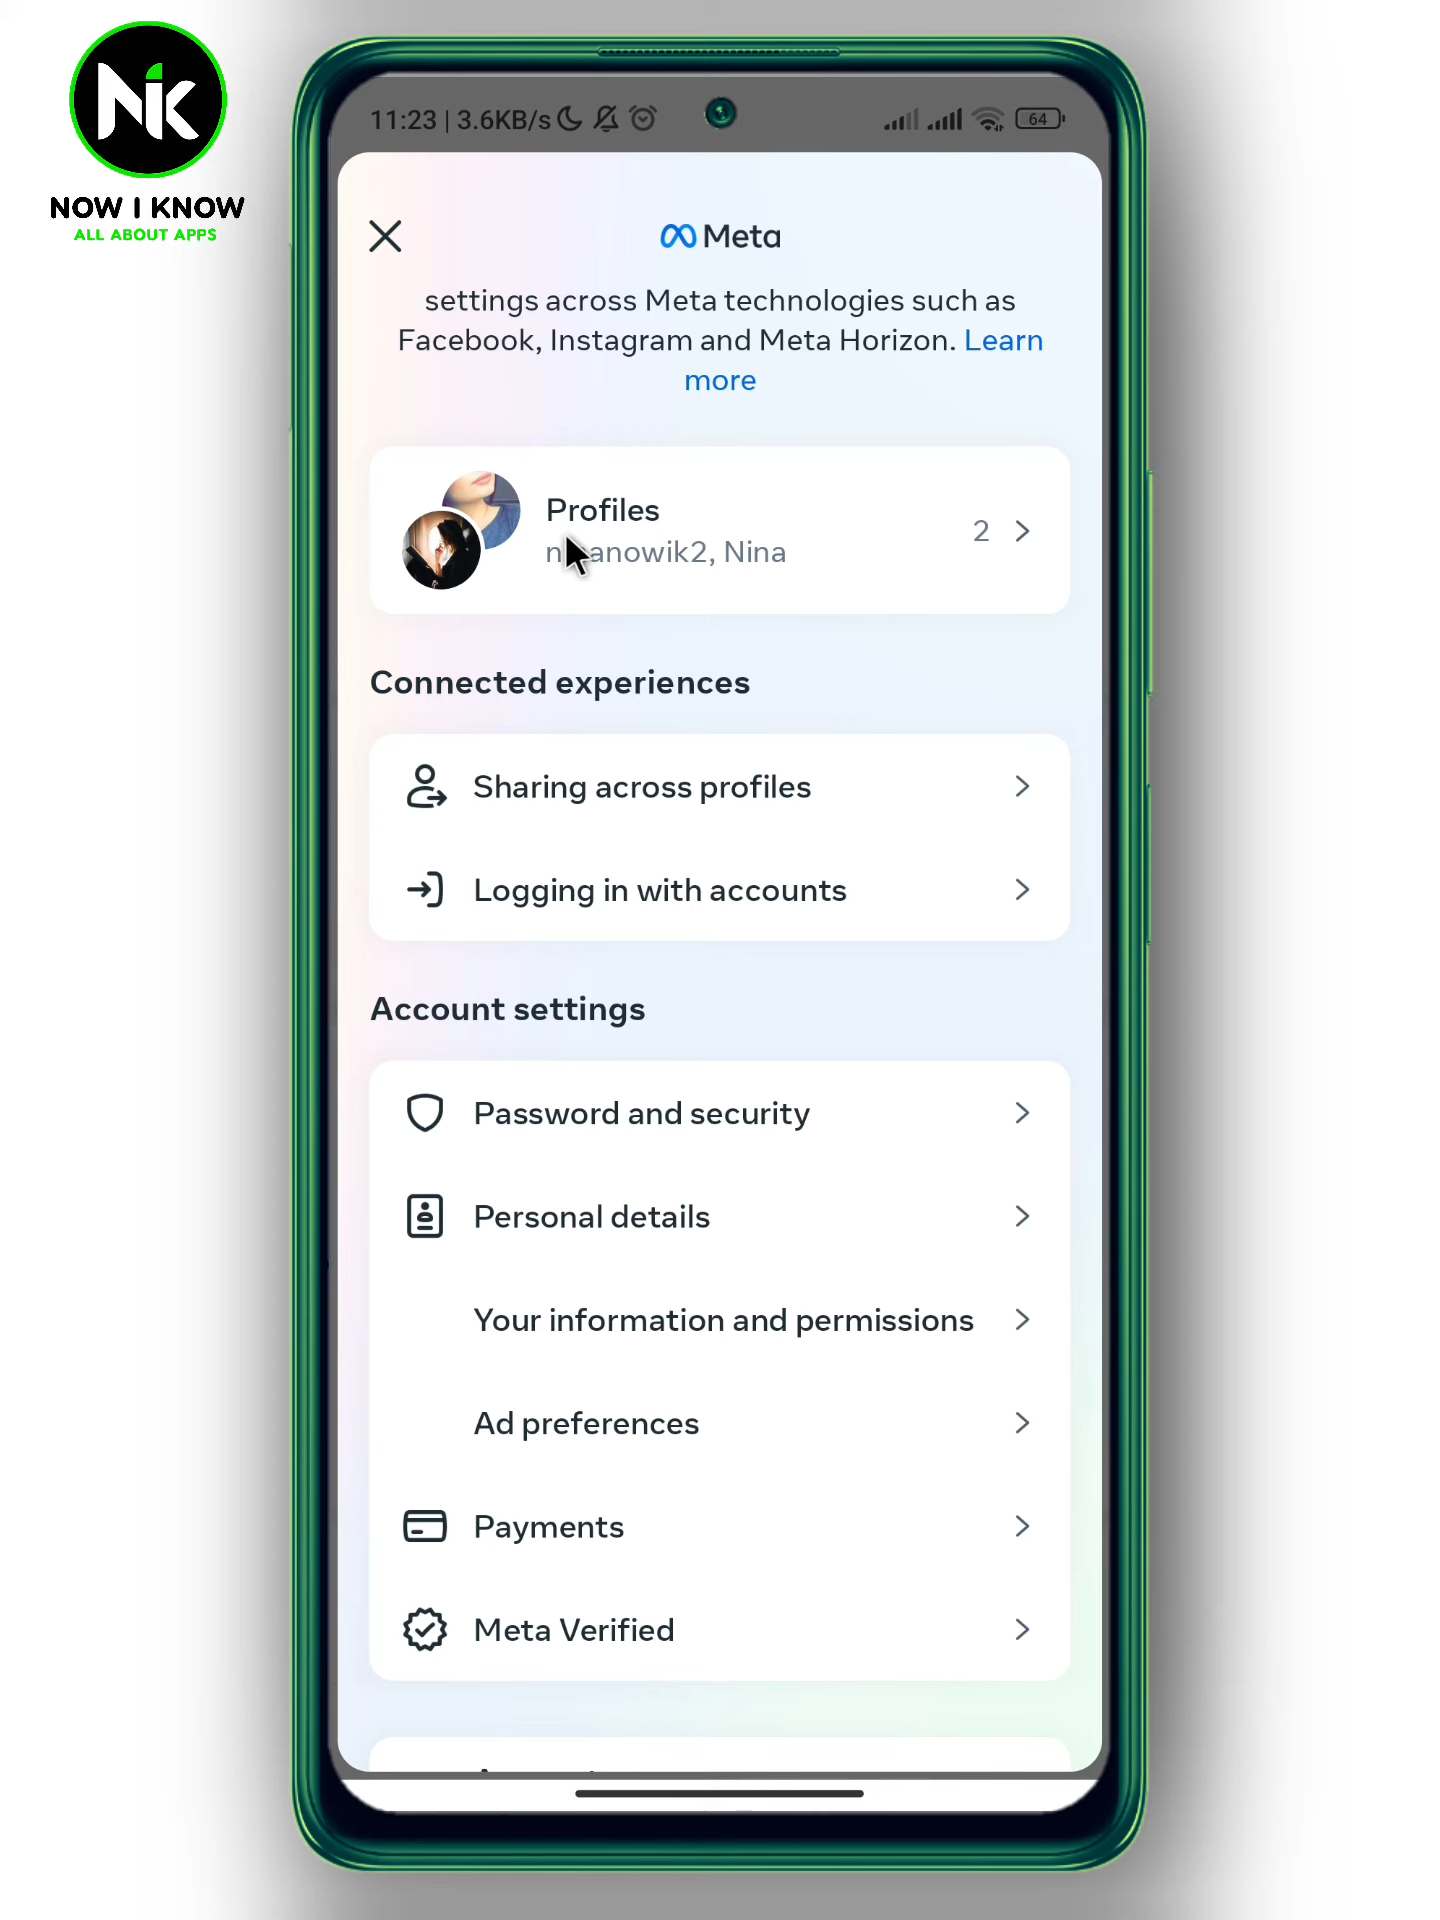 NIK
NOW I KNOW
ALL ABOUT APPS
11:23 | 3.6KB/s
64
Meta
settings across Meta technologies such as
Facebook, Instagram and Meta Horizon. Learn
more
Profiles
Nina
2
Connected experiences
Sharing across profiles
Logging in with accounts
Account settings
Password and security
Personal details
Your information and permissions
Ad preferences
Payments
Meta Verified